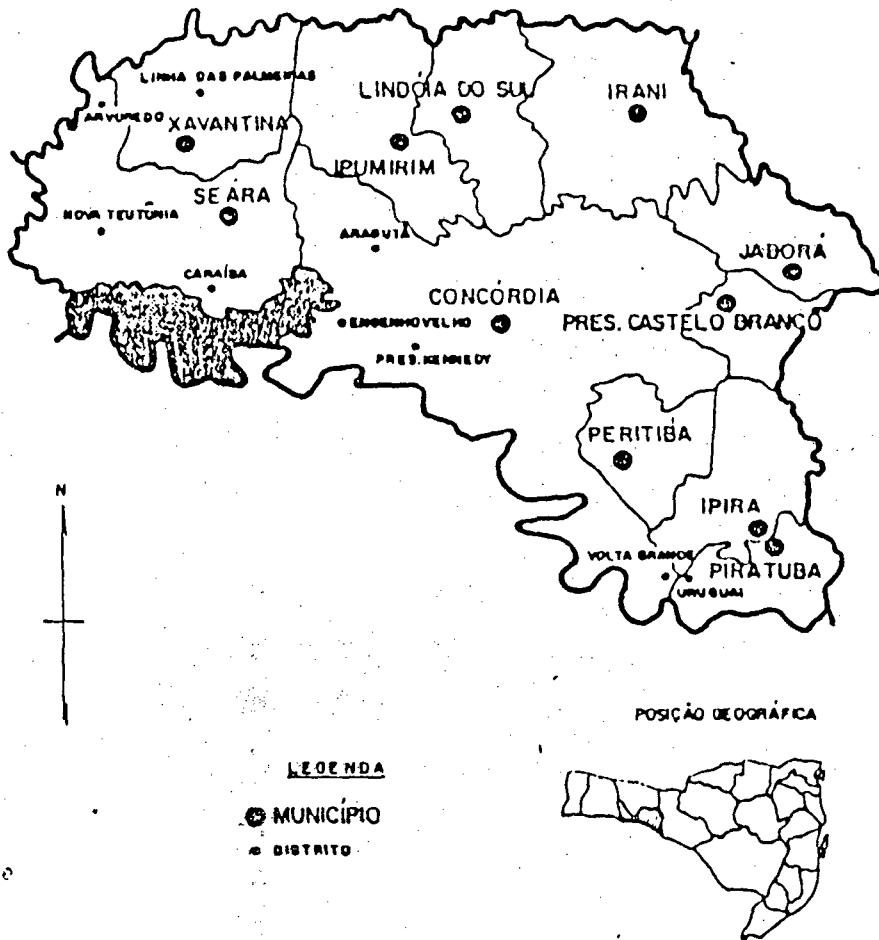 LINHA DAS PALMEIRAS
LINDÓIA DO SUL
IRANI
ARVOREDO
XAVANTINA
IPUMIRIM
SEÁRA
NOVA TEUTÔNIA
ARABUTÃ
JABORÁ
CARAÍBA
CONCÓRDIA
ENGENHO VELHO
PRES. CASTELO BRANCO
PRES. KENNEDY
PERITIBA
N
IPIRA
VOLTA GRANDE
PIRATUBA
URUGUAI
POSIÇÃO GEOGRÁFICA
LEGENDA
MUNICÍPIO
DISTRITO